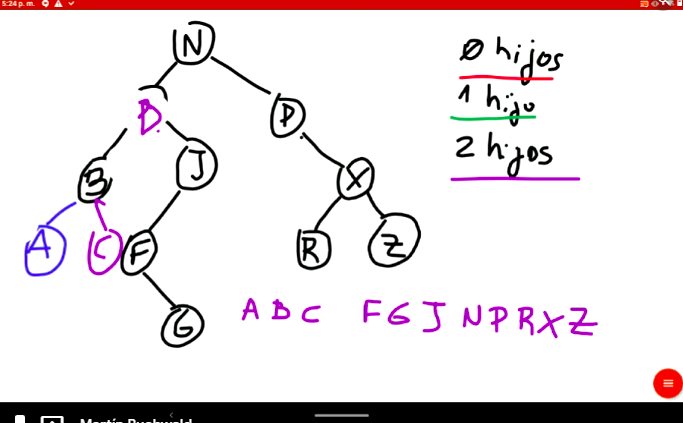 5:24 p. m.
N
D P
B J X
A C F R Z
G
0 hijos
1 hijo
2 hijos
A B C F G J N P R X Z
Martín Buchwald